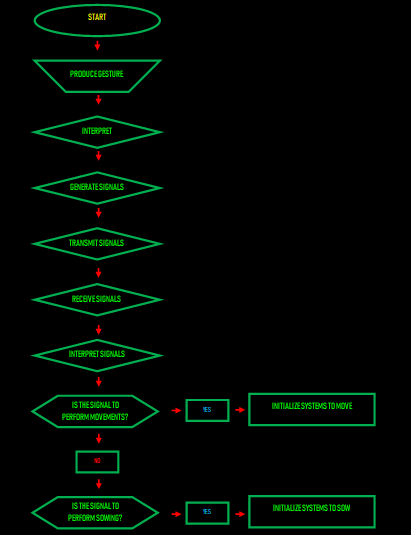 START
PRODUCE GESTURE
INTERPRET
GENERATE SIGNALS
TRANSMIT SIGNALS
RECEIVE SIGNALS
INTERPRET SIGNALS
IS THE SIGNAL TO
PERFORM MOVEMENTS?
YES
INITIALIZE SYSTEMS TO MOVE
NO
IS THE SIGNAL TO
PERFORM SOWING?
YES
INITIALIZE SYSTEMS TO SOW